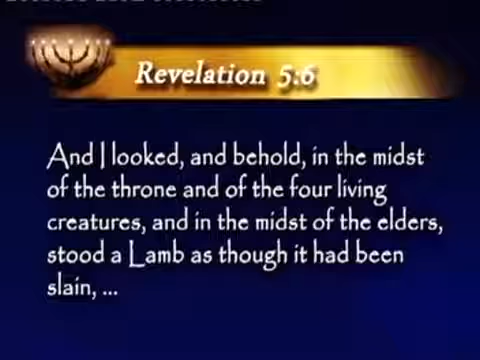 Revelation 5:6
And I looked, and behold, in the midst
of the throne and of the four living
creatures, and in the midst of the elders,
stood a Lamb as though it had been
slain, ...